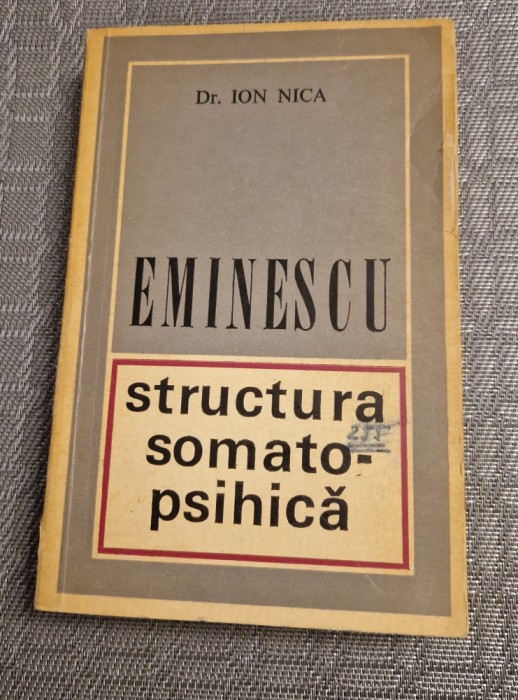 Dr. ION NICA
EMINESCU
structura
somato-
psihică